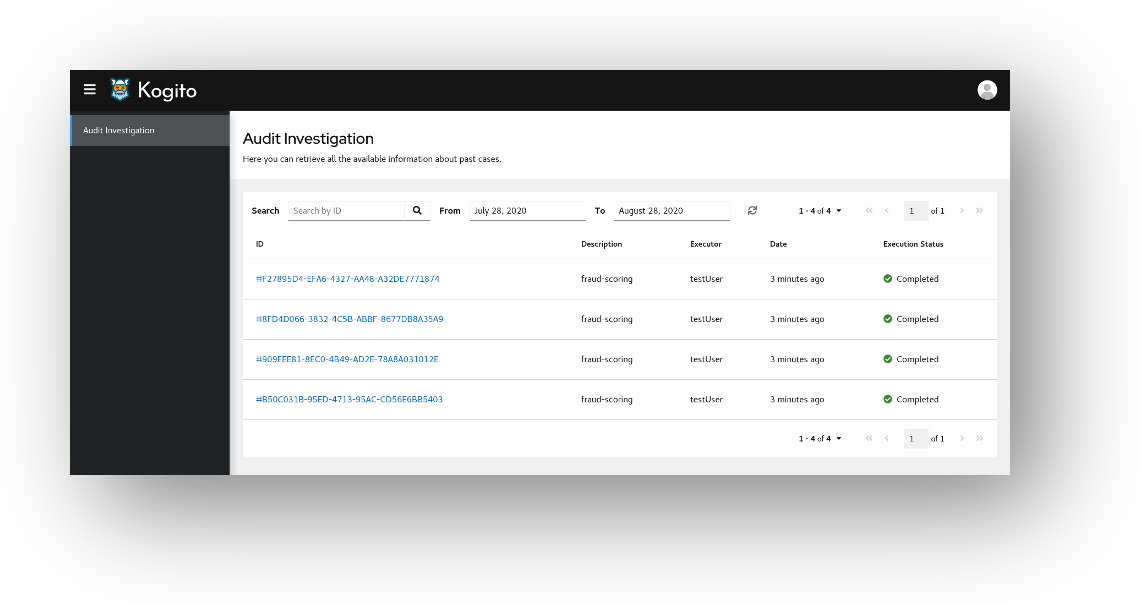 Kogito
Audit Investigation
Audit Investigation
Here you can retrieve all the available information about past cases.
Search Search by ID From July 28, 2020 To August 28, 2020 1 - 4 of 4 1 of 1
ID Description Executor Date Execution Status
#F27895D4-EFA6-4327-AA48-A32DE7771874 fraud-scoring testUser 3 minutes ago Completed
#8FD4D066-3832-4C5B-ABBF-8677DB8A35A9 fraud-scoring testUser 3 minutes ago Completed
#909FEE81-8EC0-4B49-AD2E-78A8A031012E fraud-scoring testUser 3 minutes ago Completed
#B50C031B-95ED-4713-95AC-CD56E6BB5403 fraud-scoring testUser 3 minutes ago Completed
1 - 4 of 4 1 of 1